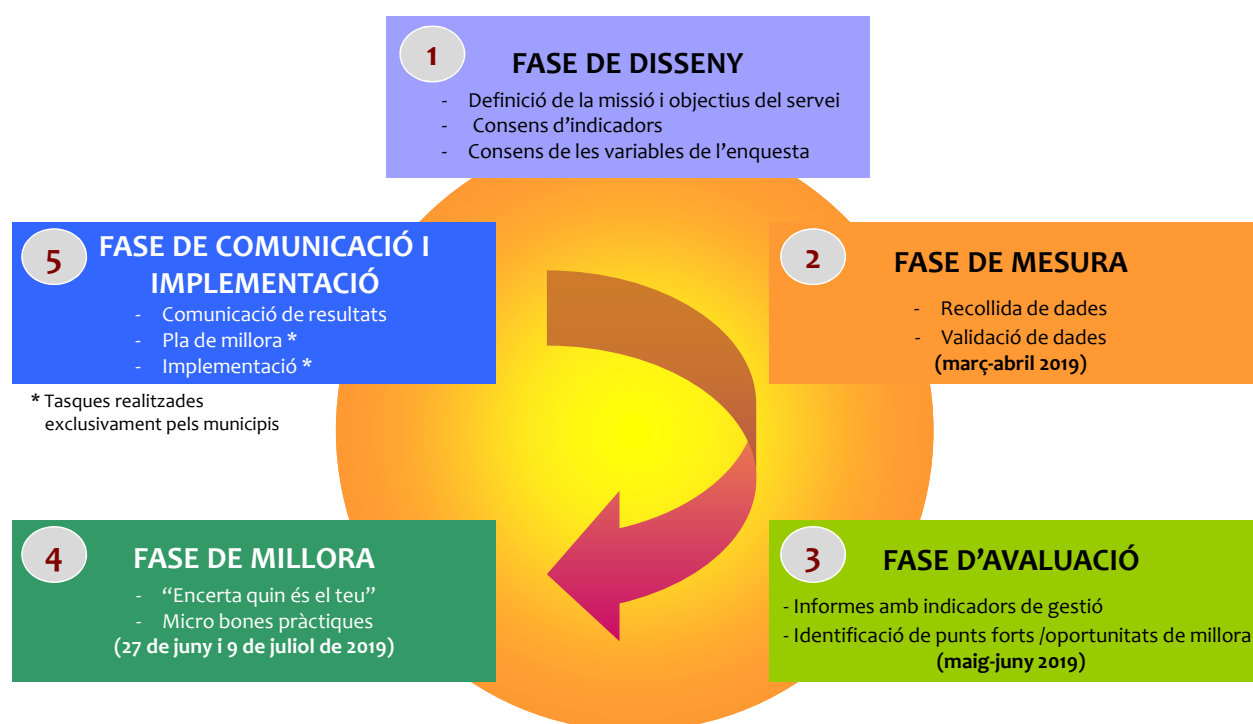 1
FASE DE DISSENY
- Definició de la missió i objectius del servei
- Consens d'indicadors
- Consens de les variables de l'enquesta
2
FASE DE MESURA
- Recollida de dades
- Validació de dades
(març-abril 2019)
3
FASE D'AVALUACIÓ
- Informes amb indicadors de gestió
- Identificació de punts forts /oportunitats de millora
(maig-juny 2019)
4
FASE DE MILLORA
- “Encerta quin és el teu”
- Micro bones pràctiques
(27 de juny i 9 de juliol de 2019)
5
FASE DE COMUNICACIÓ I
IMPLEMENTACIÓ
- Comunicació de resultats
- Pla de millora *
- Implementació *
* Tasques realitzades
exclusivament pels municipis